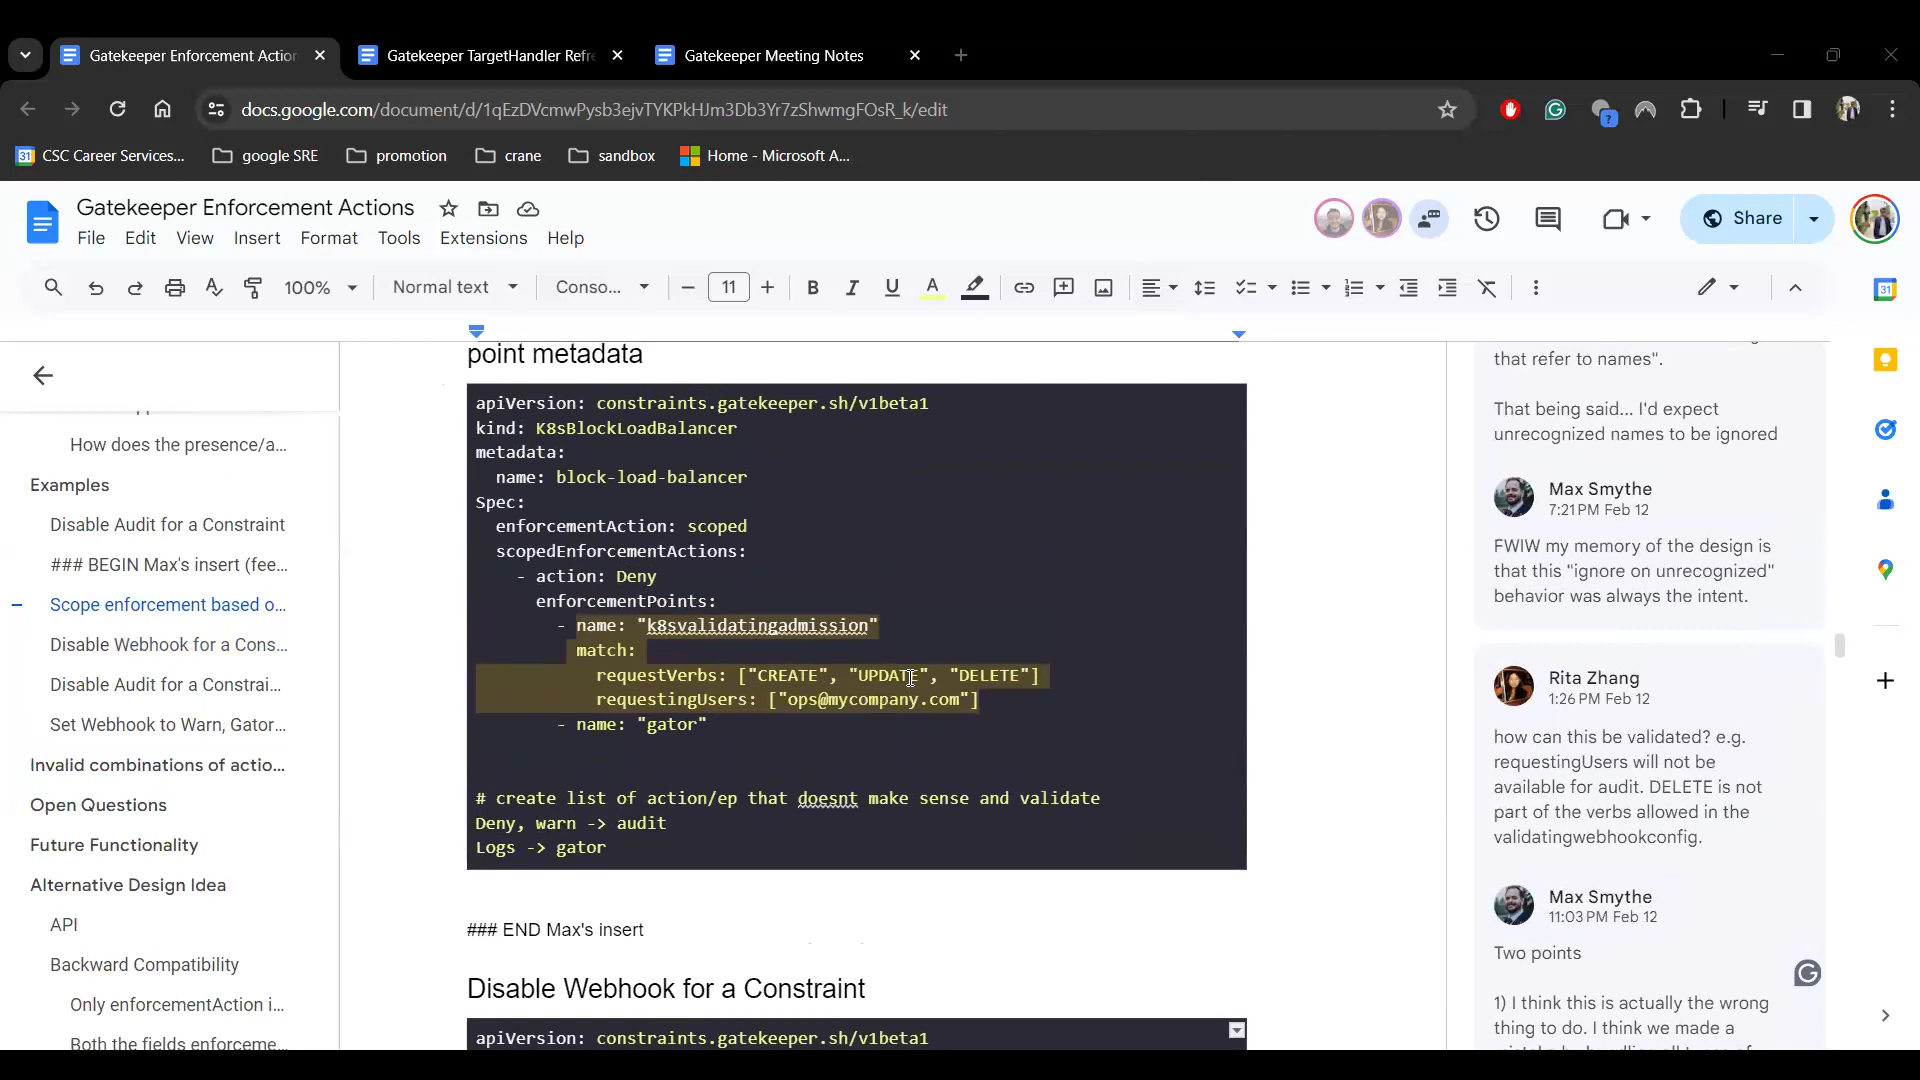 Gatekeeper Enforcement Action
Gatekeeper TargetHandler Refre
Gatekeeper Meeting Notes
docs.google.com/document/d/1qEzDVcmwPysb3ejvTYKPkHJm3Db3Yr7zShwmgFOsR_k/edit
31 CSC Career Services...
google SRE
promotion
crane
sandbox
Home - Microsoft A...
Gatekeeper Enforcement Actions
File Edit View Insert Format Tools Extensions Help
Share
100%
Normal text
Conso...
11
31
How does the presence/a...
Examples
Disable Audit for a Constraint
### BEGIN Max's insert (fee...
Scope enforcement based o...
Disable Webhook for a Cons...
Disable Audit for a Constrai...
Set Webhook to Warn, Gator...
Invalid combinations of actio...
Open Questions
Future Functionality
Alternative Design Idea
API
Backward Compatibility
Only enforcementAction i...
Both the fields enforceme...
point metadata
apiVersion: constraints.gatekeeper.sh/v1beta1
kind: K8sBlockLoadBalancer
metadata:
name: block-load-balancer
Spec:
enforcementAction: scoped
scopedEnforcementActions:
- action: Deny
enforcementPoints:
- name: "k8svalidatingadmission"
match:
requestVerbs: ["CREATE", "UPDATE", "DELETE"]
requestingUsers: ["ops@mycompany.com"]
- name: "gator"
# create list of action/ep that doesnt make sense and validate
Deny, warn -> audit
Logs -> gator
### END Max's insert
Disable Webhook for a Constraint
apiVersion: constraints.gatekeeper.sh/v1beta1
that refer to names".
That being said... I'd expect
unrecognized names to be ignored
Max Smythe
7:21 PM Feb 12
FWIW my memory of the design is
that this "ignore on unrecognized"
behavior was always the intent.
Rita Zhang
1:26 PM Feb 12
how can this be validated? e.g.
requestingUsers will not be
available for audit. DELETE is not
part of the verbs allowed in the
validatingwebhookconfig.
Max Smythe
11:03 PM Feb 12
Two points
1) I think this is actually the wrong
thing to do. I think we made a